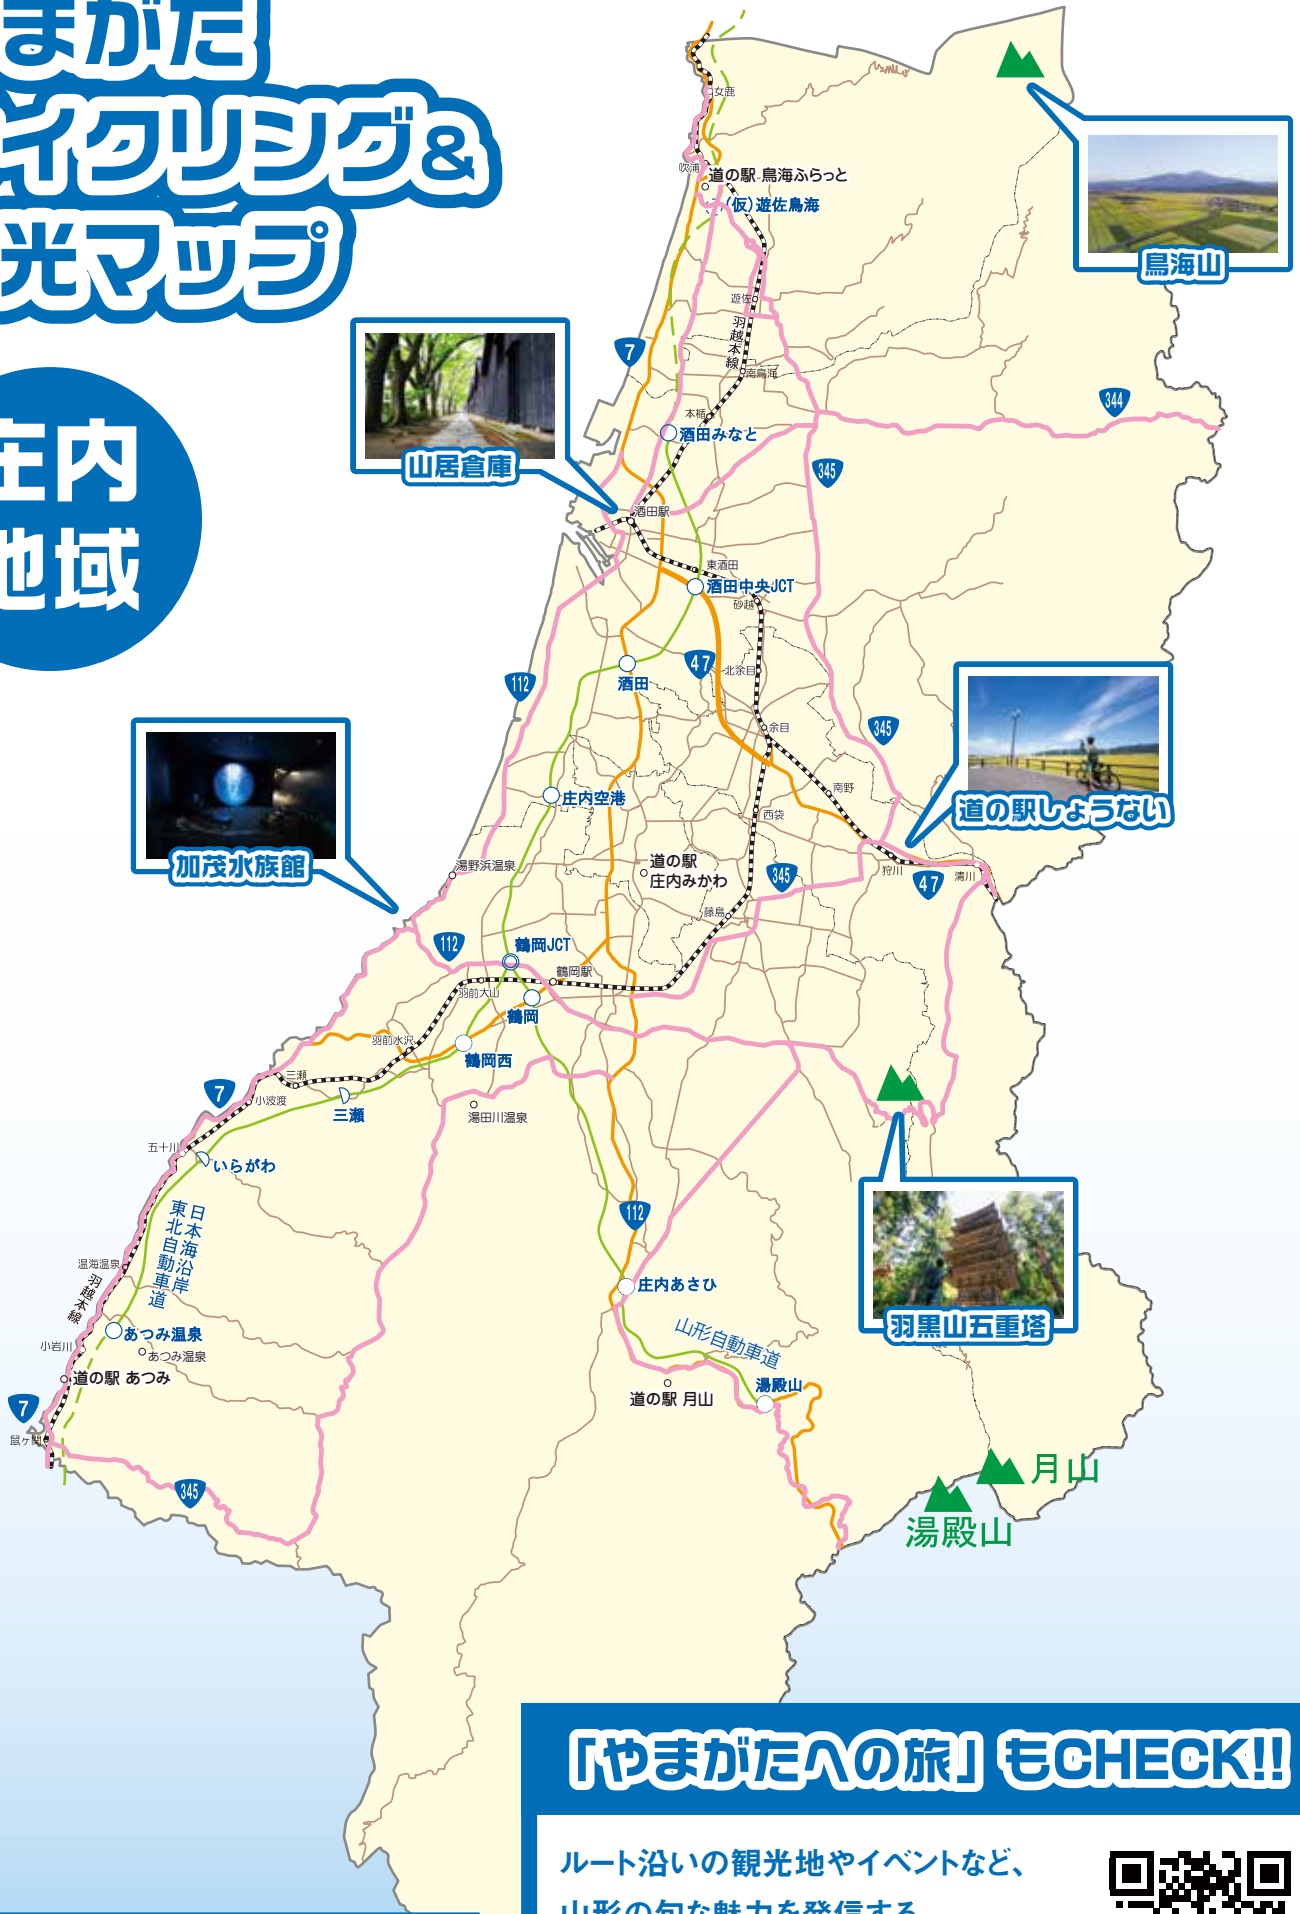 まがた
イクリング&
光マップ
庄内
地域
女鹿
吹浦
道の駅 鳥海ふらっと
(仮)遊佐鳥海
鳥海山
遊佐
羽越本線
7
南鳥海
344
本楯
酒田みなと
山居倉庫
345
酒田駅
東酒田
酒田中央JCT
砂越
47
北余目
酒田
112
余目
345
南野
道の駅しょうない
庄内空港
西袋
加茂水族館
湯野浜温泉
道の駅
庄内みかわ
345
狩川
47
清川
藤島
112
鶴岡JCT
鶴岡駅
羽前大山
鶴岡
羽前水沢
鶴岡西
三瀬
7
小波渡
三瀬
湯田川温泉
五十川
いらがわ
日本海沿岸
東北自動車道
112
温海温泉
羽越本線
庄内あさひ
羽黒山五重塔
あつみ温泉
小岩川
あつみ温泉
山形自動車道
道の駅 あつみ
湯殿山
道の駅 月山
7
鼠ヶ関
345
月山
湯殿山
「やまがたへの旅」もCHECK!!
ルート沿いの観光地やイベントなど、
山形の旬な魅力を発信する